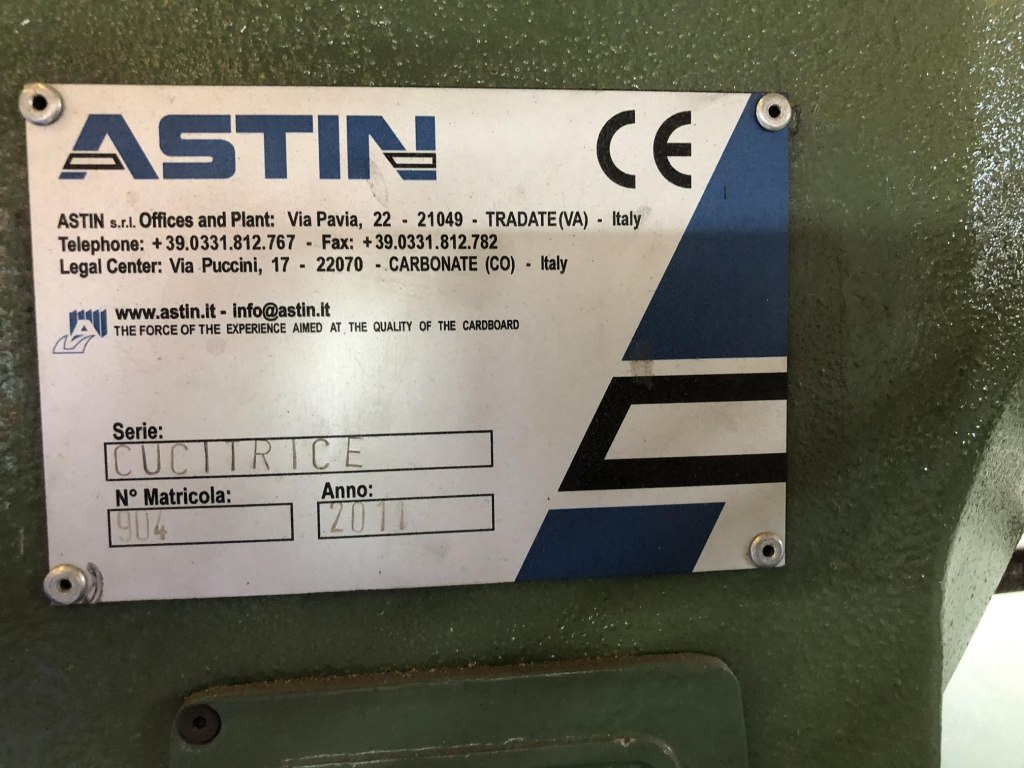 ASTIN
CE
ASTIN s.r.l. Offices and Plant: Via Pavia, 22 - 21049 - TRADATE(VA) - Italy
Telephone: +39.0331.812.767 - Fax: +39.0331.812.782
Legal Center: Via Puccini, 17 - 22070 - CARBONATE (CO) - Italy
www.astin.it - info@astin.it
THE FORCE OF THE EXPERIENCE AIMED AT THE QUALITY OF THE CARDBOARD
Serie:
CUCITRICE
N° Matricola:
904
Anno:
2011